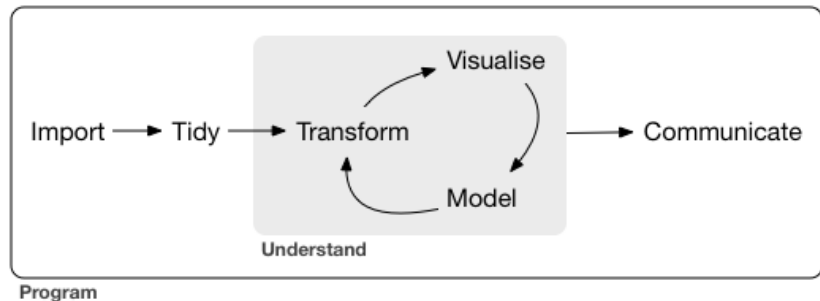 Visualise
Import
Tidy
Transform
Communicate
Model
Understand
Program